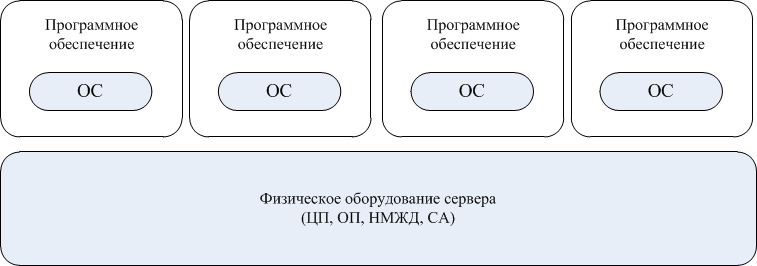 Программное
обеспечение
ОС
Программное
обеспечение
ОС
Программное
обеспечение
ОС
Программное
обеспечение
ОС
Физическое оборудование сервера
(ЦП, ОП, НМЖД, СА)